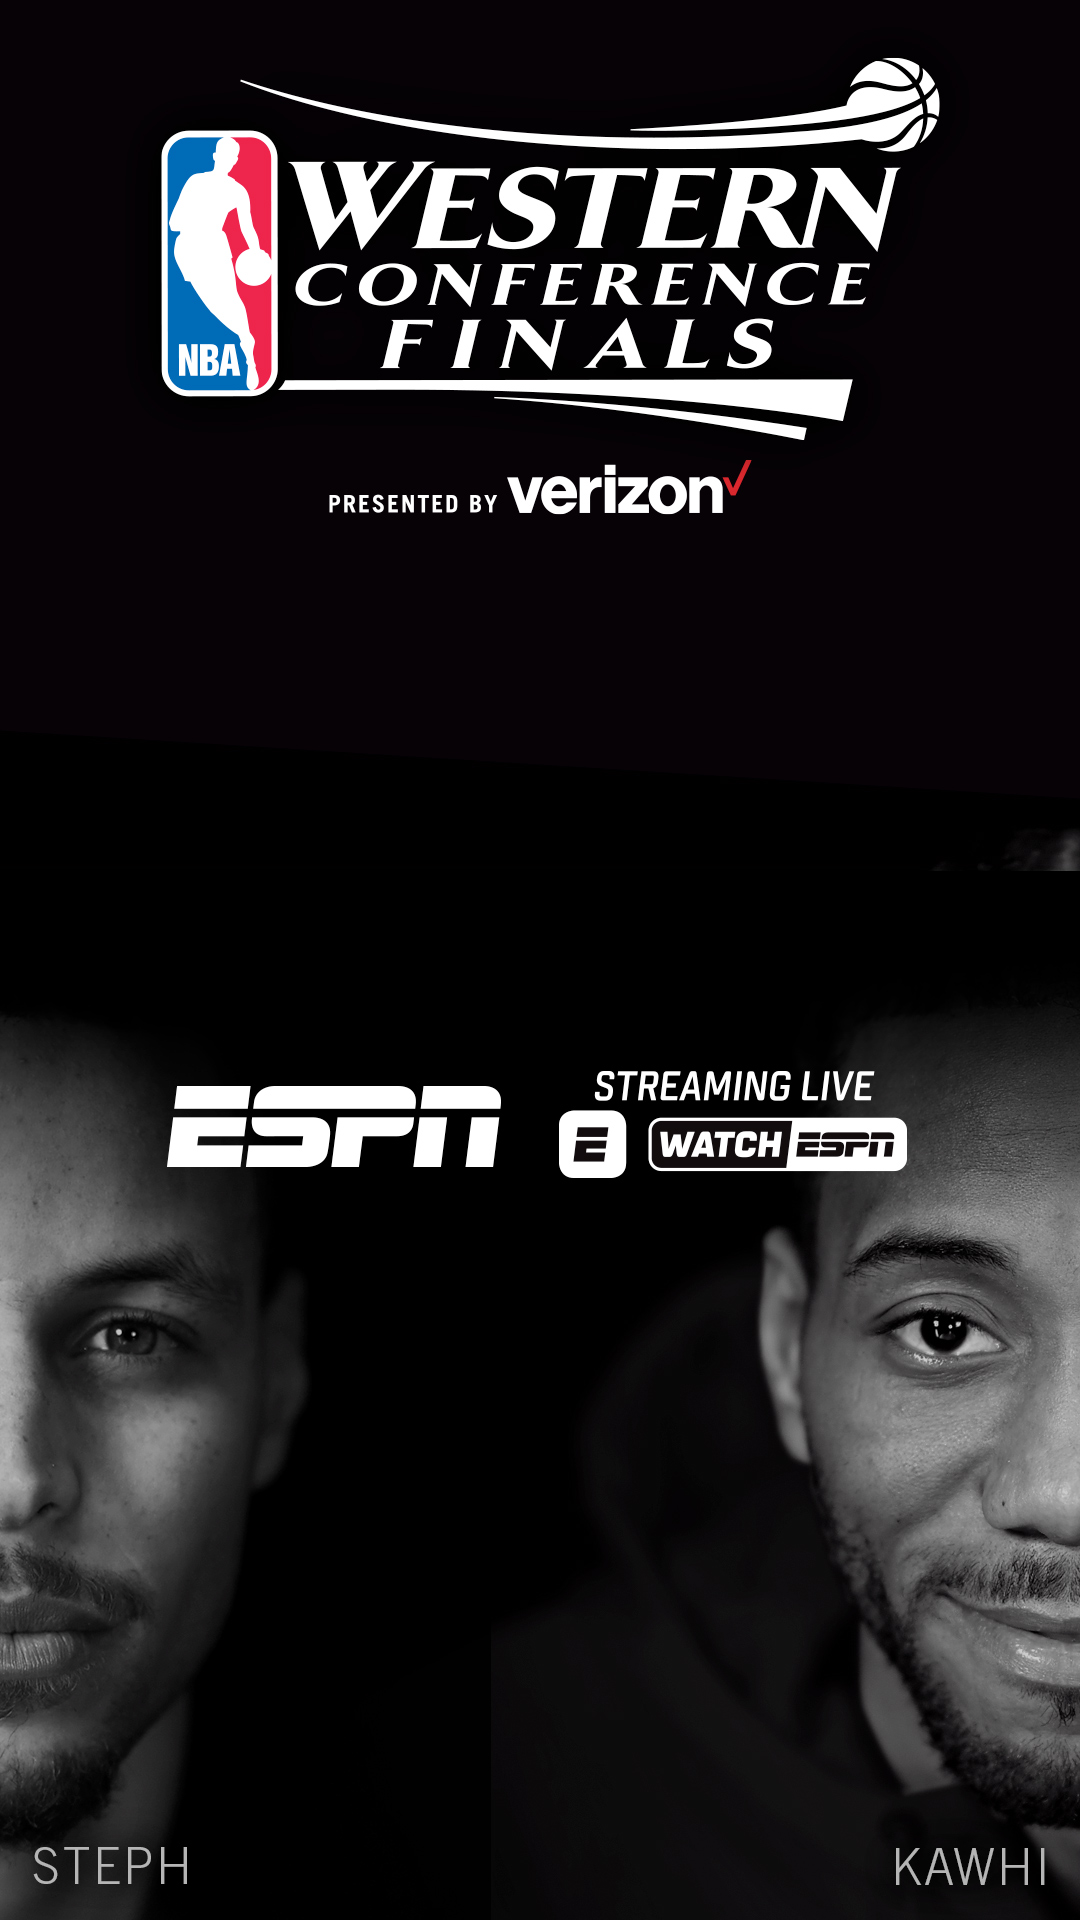 WESTERN
CONFERENCE
FINALS
NBA
PRESENTED BY verizon
ESPN
STREAMING LIVE
E WATCH ESPN
STEPH
KAWHI